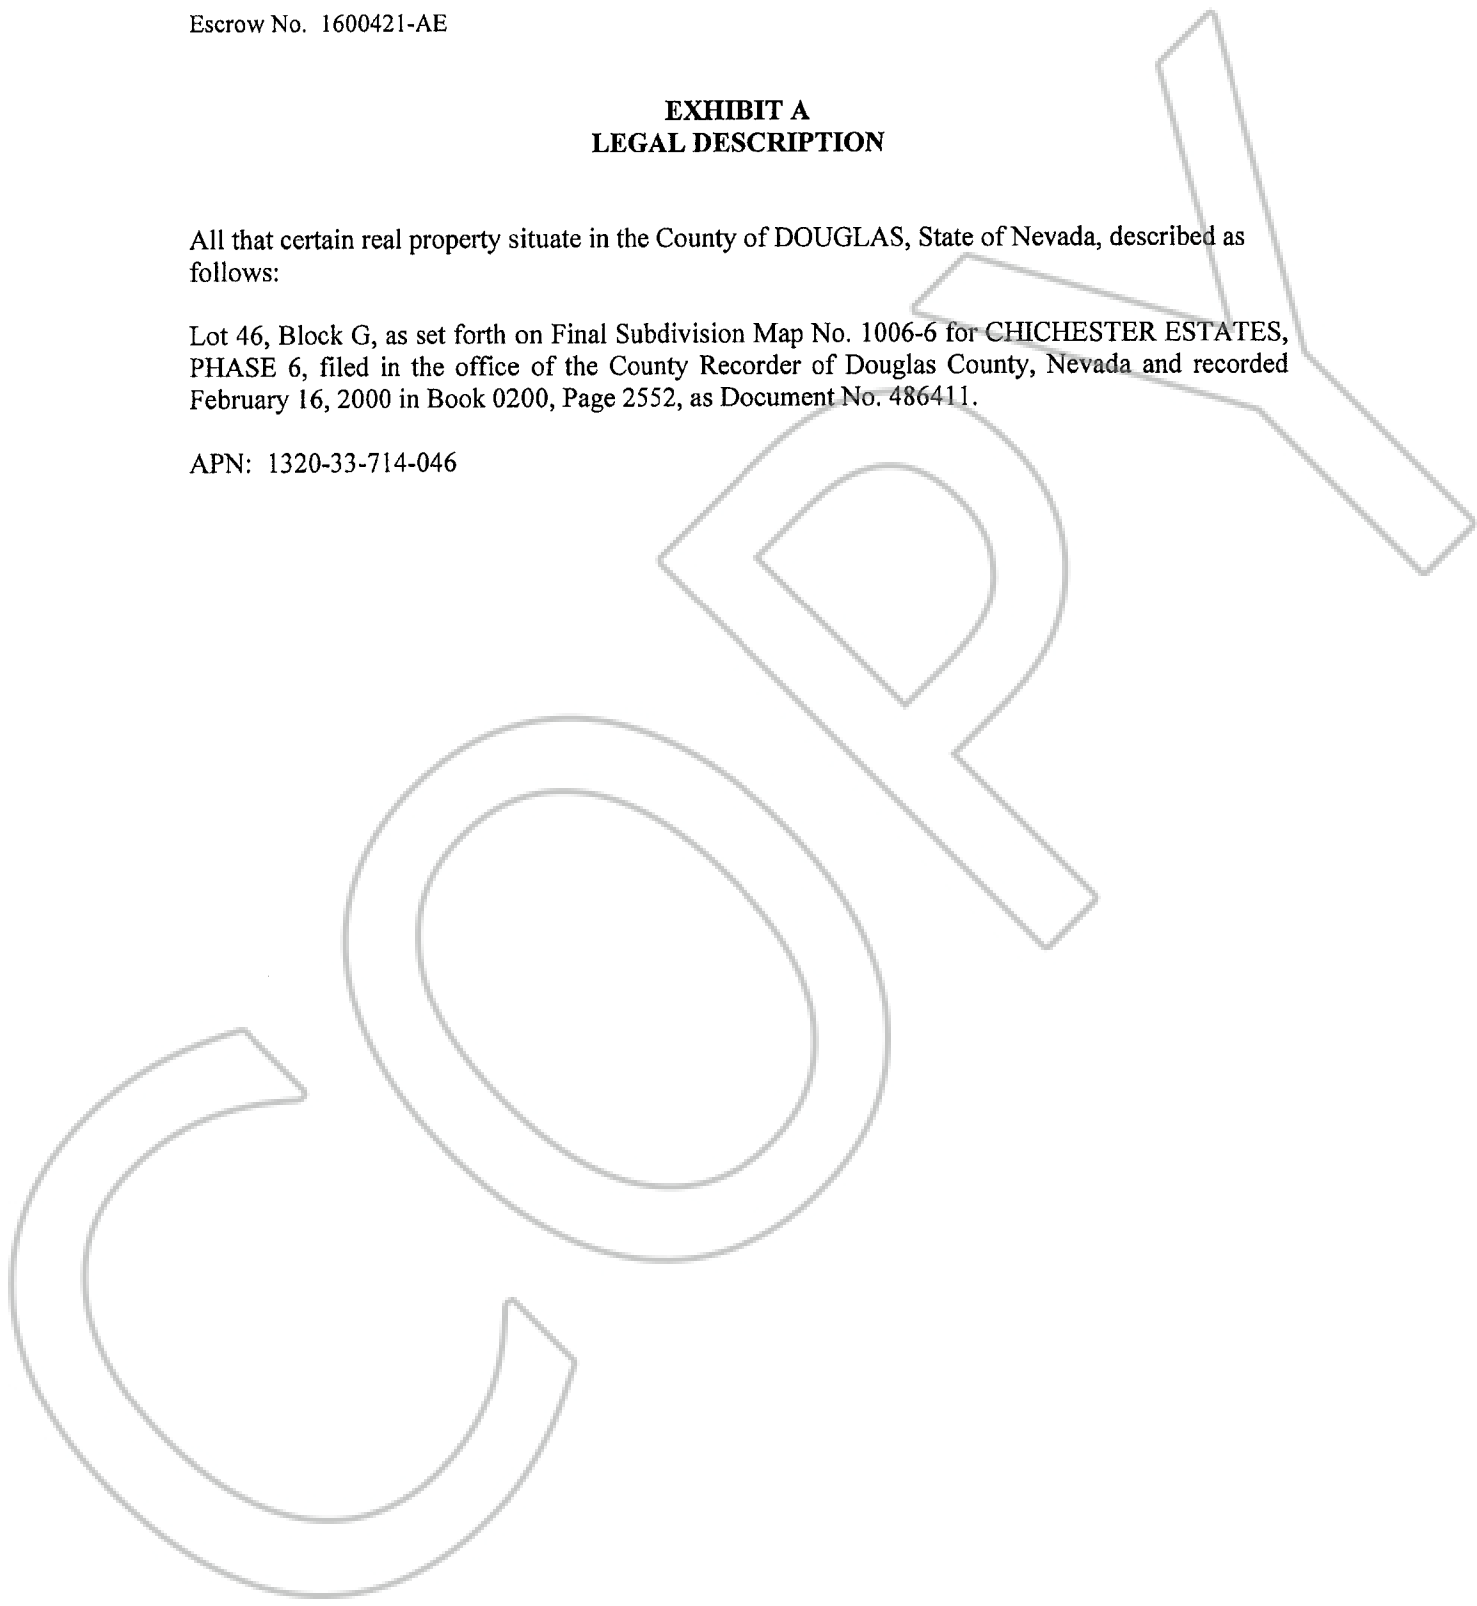 Escrow No. 1600421-AE
EXHIBIT A
LEGAL DESCRIPTION
All that certain real property situate in the County of DOUGLAS, State of Nevada, described as
follows:
Lot 46, Block G, as set forth on Final Subdivision Map No. 1006-6 for CHICHESTER ESTATES,
PHASE 6, filed in the office of the County Recorder of Douglas County, Nevada and recorded
February 16, 2000 in Book 0200, Page 2552, as Document No. 486411.
APN: 1320-33-714-046
COPY